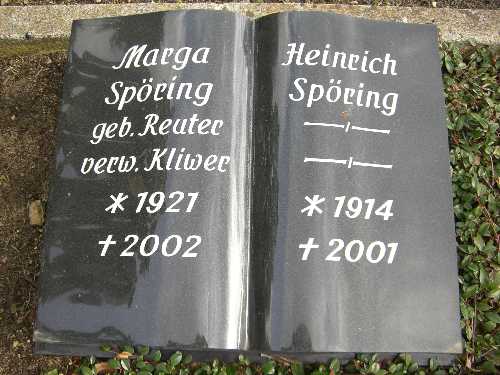 Marga
Spöring
geb. Reuter
verw. Kliwer
* 1921
† 2002
Heinrich
Spöring
* 1914
† 2001